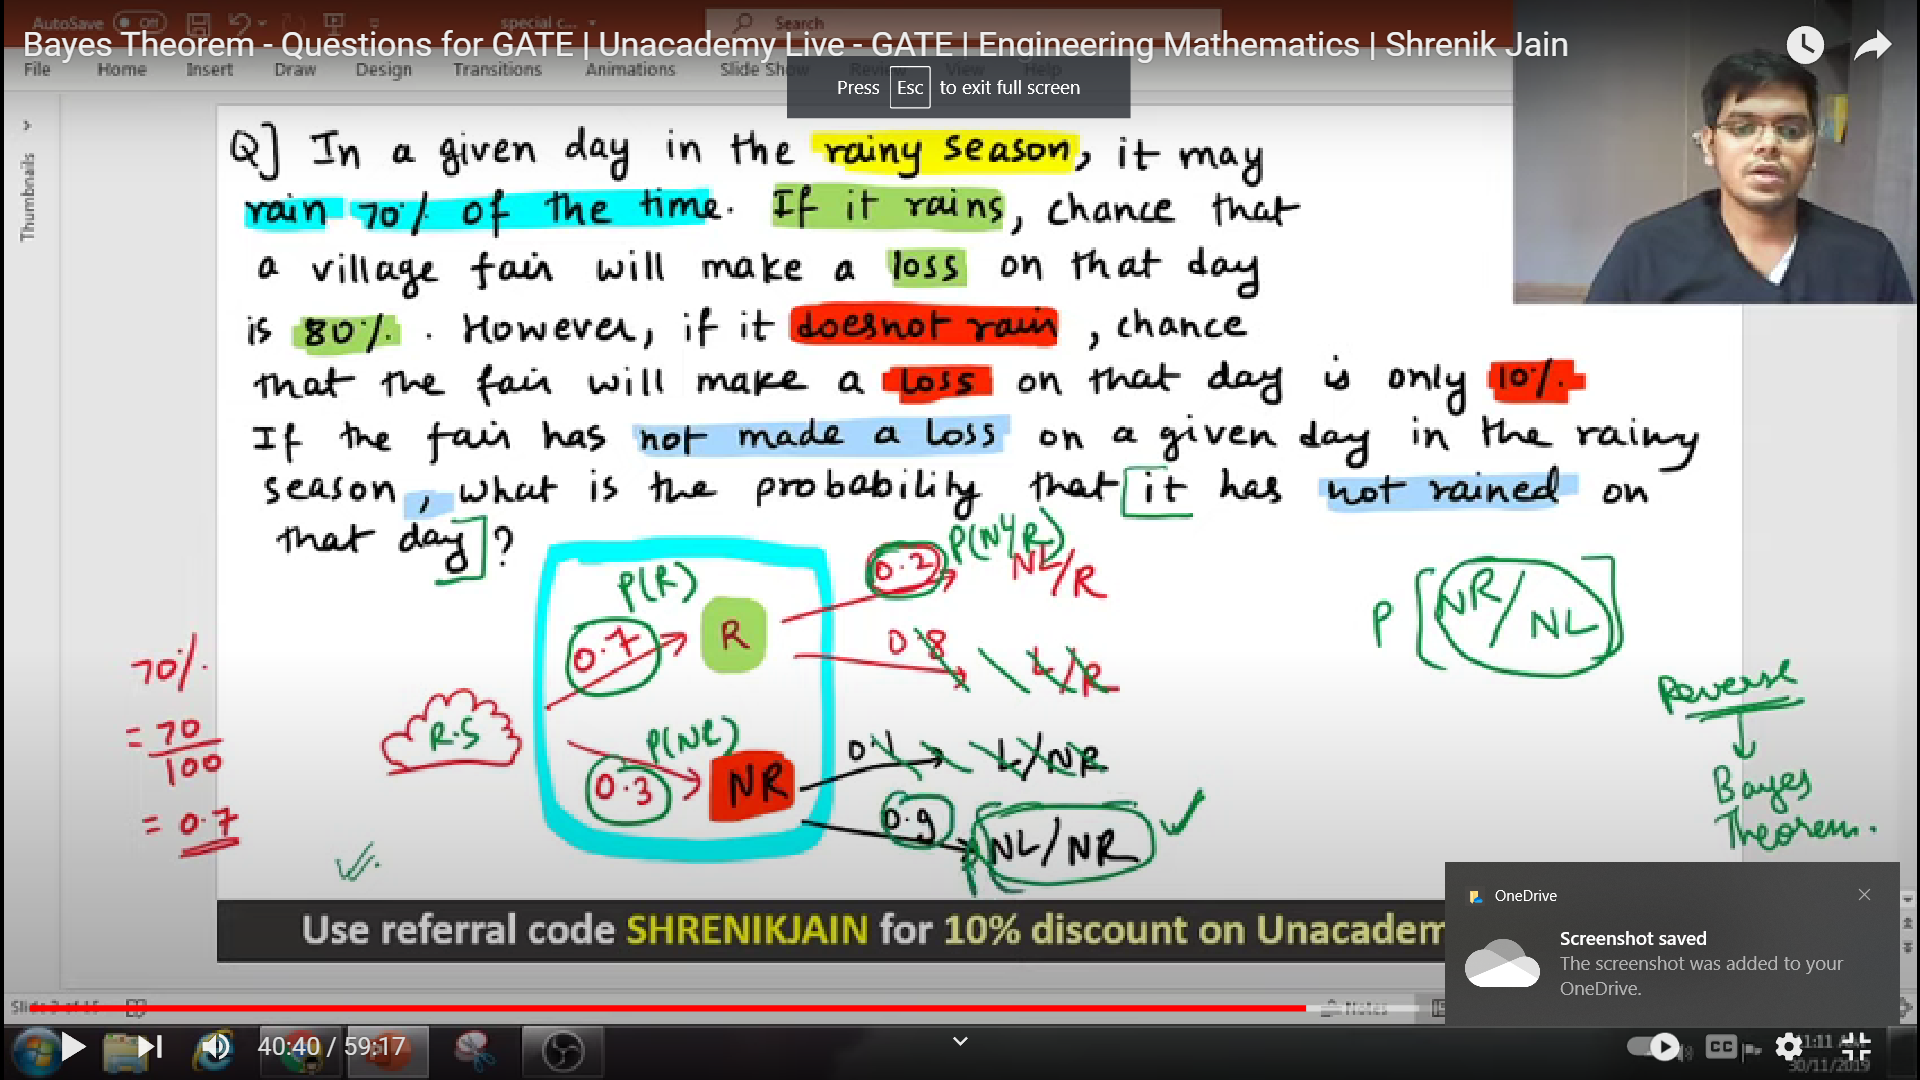 AutoSave Off special c... Search
Bayes Theorem - Questions for GATE | Unacademy Live - GATE | Engineering Mathematics | Shrenik Jain
File Home Insert Draw Design Transitions Animations Slide Show Review View Help
Press Esc to exit full screen
Thumbnails
Q] In a given day in the rainy season, it may
rain 70% of the time. If it rains, chance that
a village fair will make a loss on that day
is 80%. However, if it doesnot rain, chance
that the fair will make a loss on that day is only 10%.
If the fair has not made a loss on a given day in the rainy
season, what is the probability that [it has not rained on
that day]?
P(NL/R)
0.2 NL/R
P(R)
0.7 R
0.8 L/R
P[NR/NL]
Reverse
Bayes
Theorem.
70%
= 70
100
= 0.7
R.S
P(NR)
0.3 NR
0.1 L/NR
0.9 P(NL/NR)
Use referral code SHRENIKJAIN for 10% discount on Unacadem
OneDrive
Screenshot saved
The screenshot was added to your
OneDrive.
Notes
40:40 / 59:17
CC
30/11/2019